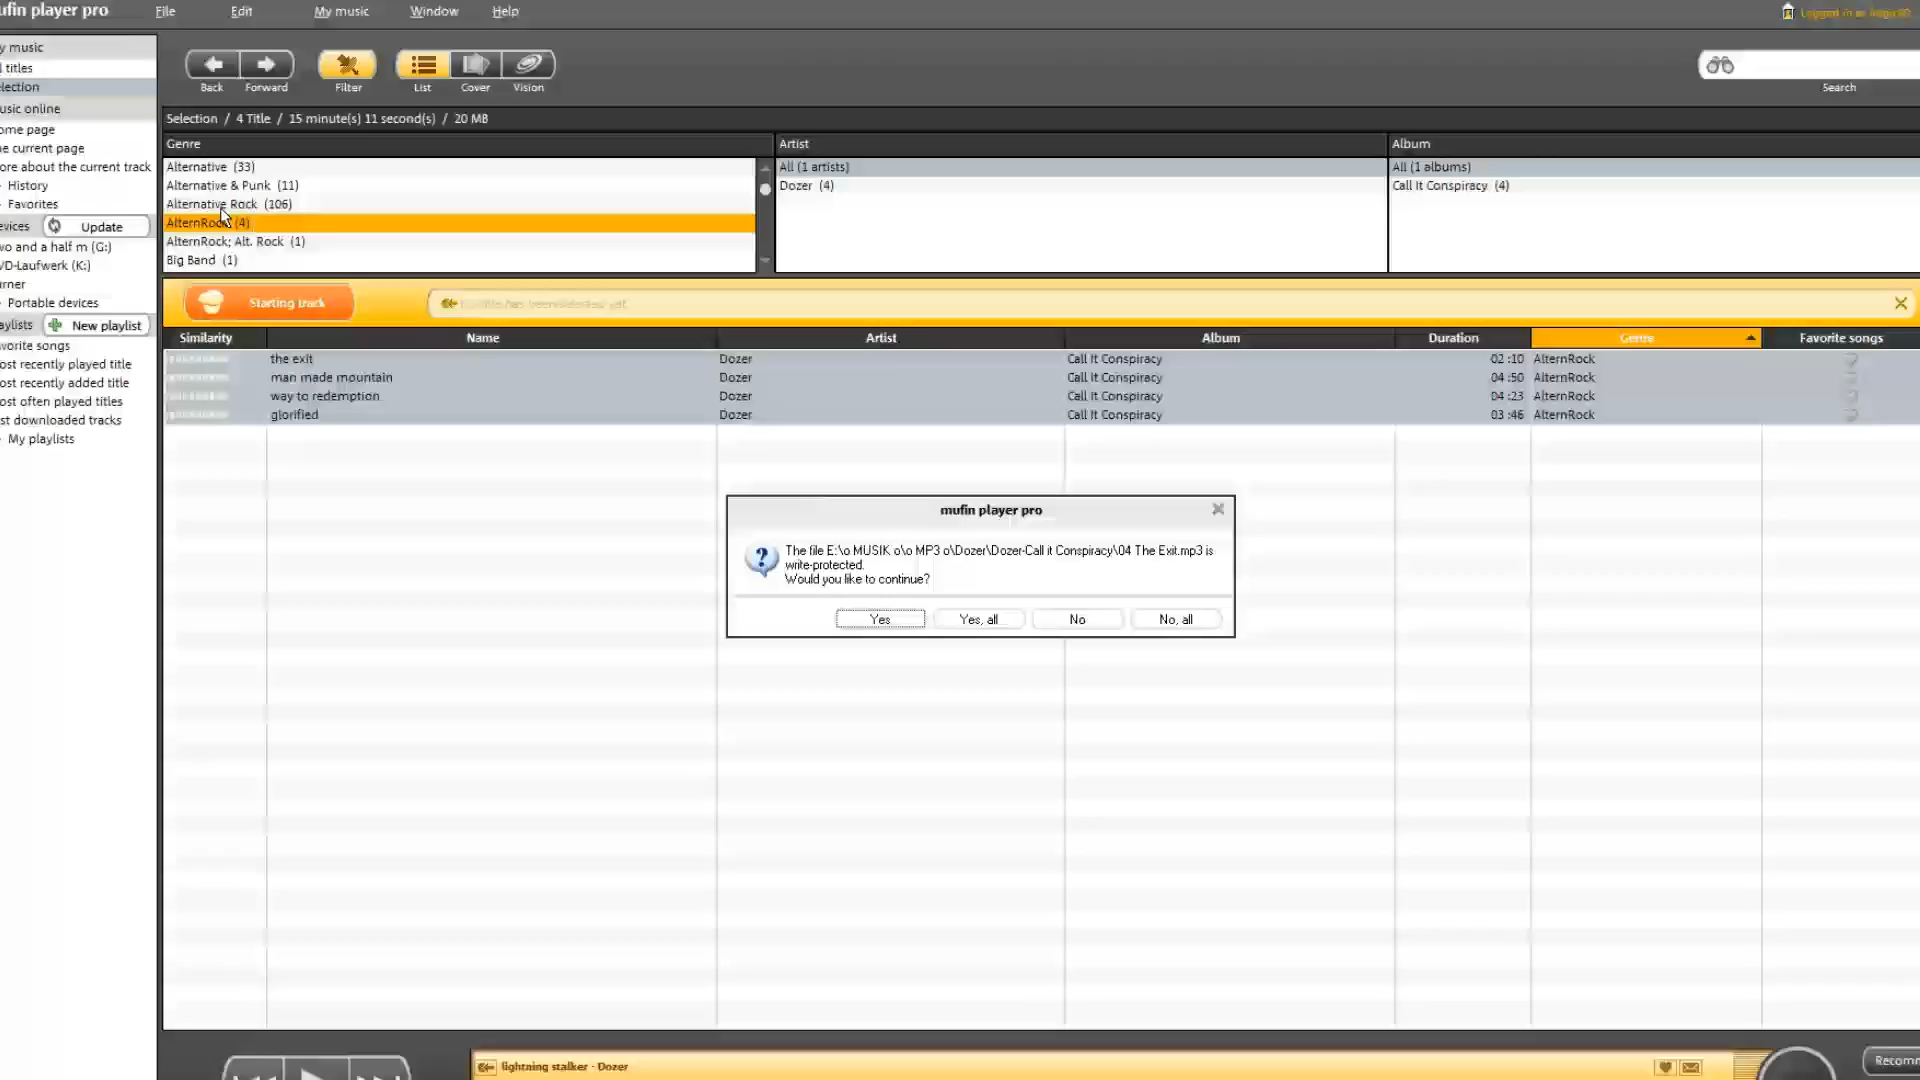 ufin player pro
File Edit My music Window Help
y music
titles
election
usic online
ome page
e current page
ore about the current track
History
Favorites
evices Update
wo and a half m (G:)
VD-Laufwerk (K:)
urner
Portable devices
aylists New playlist
vorite songs
ost recently played title
ost recently added title
ost often played titles
st downloaded tracks
My playlists
Back Forward Filter List Cover Vision Search
Selection / 4 Title / 15 minute(s) 11 second(s) / 20 MB
Genre Artist Album
Alternative (33) All (1 artists) All (1 albums)
Alternative & Punk (11) Dozer (4) Call It Conspiracy (4)
Alternative Rock (106)
AlternRock (4)
AlternRock; Alt. Rock (1)
Big Band (1)
Starting track
Similarity Name Artist Album Duration Genre Favorite songs
the exit Dozer Call It Conspiracy 02 :10 AlternRock
man made mountain Dozer Call It Conspiracy 04 :50 AlternRock
way to redemption Dozer Call It Conspiracy 04 :23 AlternRock
glorified Dozer Call It Conspiracy 03 :46 AlternRock
mufin player pro
The file E:\o MUSIK o\o MP3 o\Dozer\Dozer-Call it Conspiracy\04 The Exit.mp3 is
write-protected.
Would you like to continue?
Yes Yes, all No No, all
lightning stalker - Dozer
Recomm